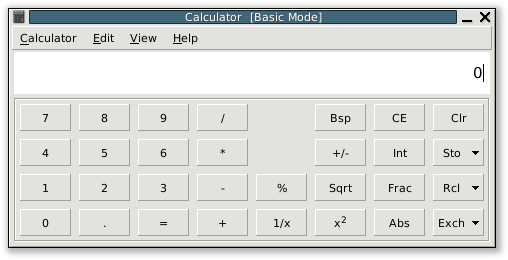 Calculator [Basic Mode]
Calculator Edit View Help
0
7 8 9 / Bsp CE Clr
4 5 6 * +/- Int Sto
1 2 3 - % Sqrt Frac Rcl
0 . = + 1/x x² Abs Exch